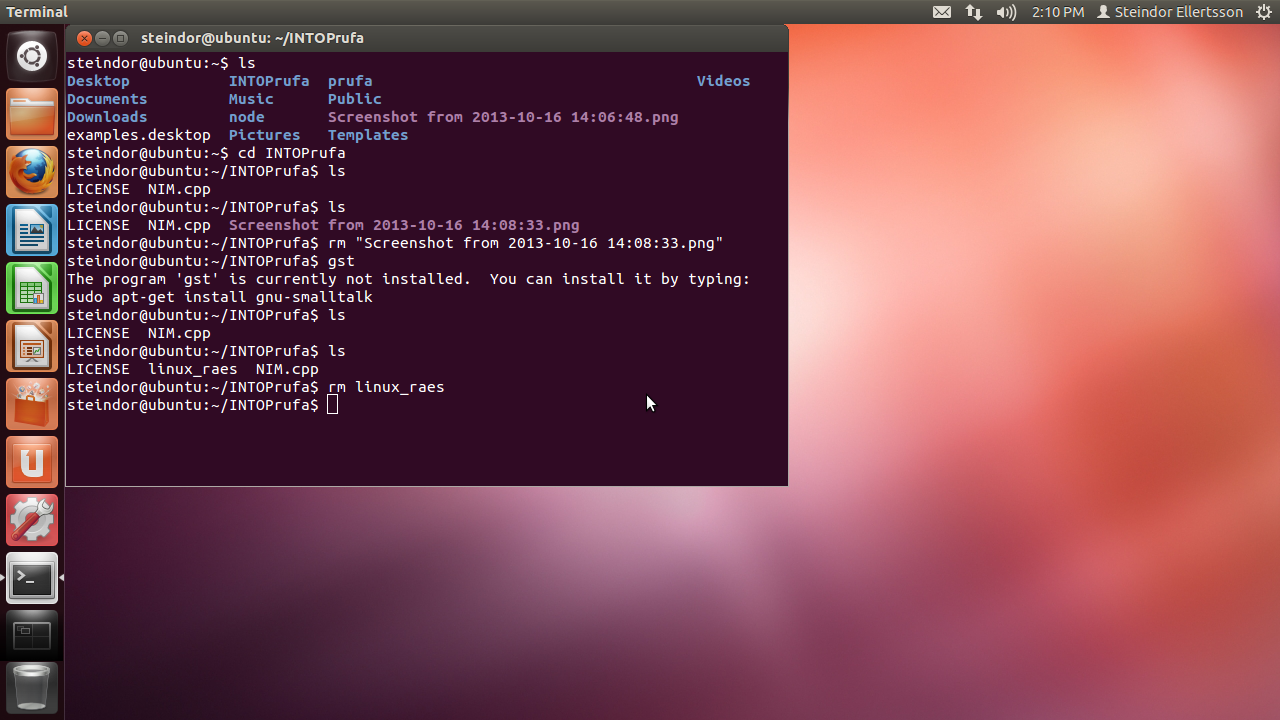 Terminal 2:10 PM Steindor Ellertsson
steindor@ubuntu: ~/INTOPrufa
steindor@ubuntu:~$ ls
Desktop INTOPrufa prufa Videos
Documents Music Public
Downloads node Screenshot from 2013-10-16 14:06:48.png
examples.desktop Pictures Templates
steindor@ubuntu:~$ cd INTOPrufa
steindor@ubuntu:~/INTOPrufa$ ls
LICENSE NIM.cpp
steindor@ubuntu:~/INTOPrufa$ ls
LICENSE NIM.cpp Screenshot from 2013-10-16 14:08:33.png
steindor@ubuntu:~/INTOPrufa$ rm "Screenshot from 2013-10-16 14:08:33.png"
steindor@ubuntu:~/INTOPrufa$ gst
The program 'gst' is currently not installed. You can install it by typing:
sudo apt-get install gnu-smalltalk
steindor@ubuntu:~/INTOPrufa$ ls
LICENSE NIM.cpp
steindor@ubuntu:~/INTOPrufa$ ls
LICENSE linux_raes NIM.cpp
steindor@ubuntu:~/INTOPrufa$ rm linux_raes
steindor@ubuntu:~/INTOPrufa$